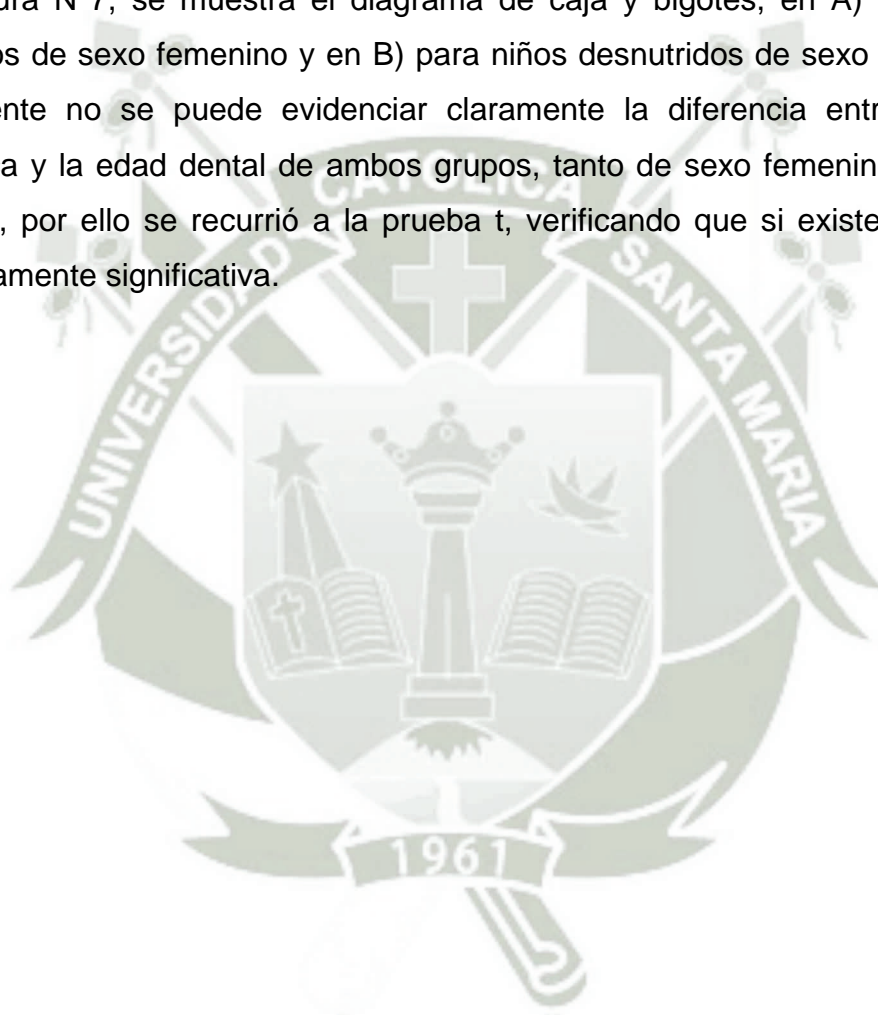 ura N°7, se muestra el diagrama de caja y bigotes, en A)
os de sexo femenino y en B) para niños desnutridos de sexo
ente no se puede evidenciar claramente la diferencia entr
a y la edad dental de ambos grupos, tanto de sexo femenin
, por ello se recurrió a la prueba t, verificando que si existe
amente significativa.
UNIVERSIDAD CATOLICA SANTA MARIA
1961